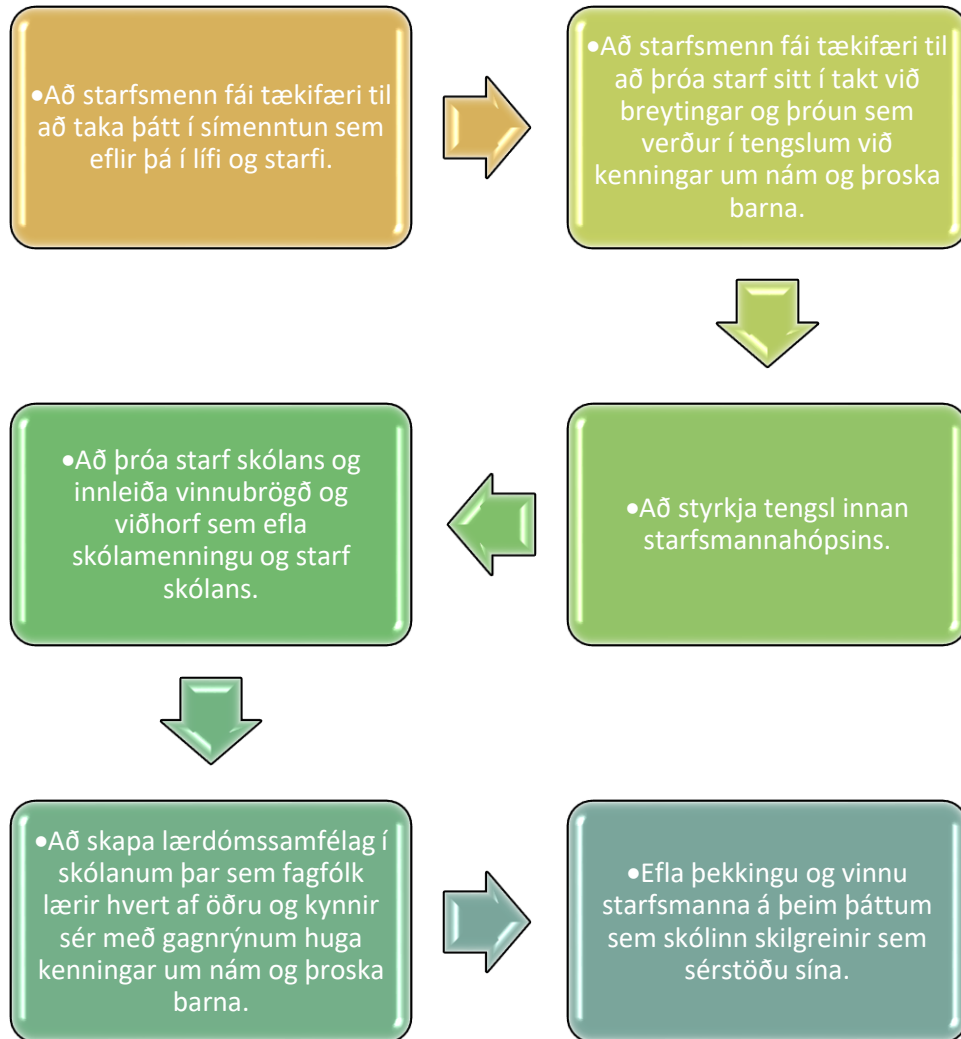 •Að starfsmenn fái tækifæri til
að taka þátt í símenntun sem
eflir þá í lífi og starfi.
•Að starfsmenn fái tækifæri til
að þróa starf sitt í takt við
breytingar og þróun sem
verður í tengslum við
kenningar um nám og þroska
barna.
•Að styrkja tengsl innan
starfsmannahópsins.
•Að þróa starf skólans og
innleiða vinnubrögð og
viðhorf sem efla
skólamenningu og starf
skólans.
•Að skapa lærdómssamfélag í
skólanum þar sem fagfólk
lærir hvert af öðru og kynnir
sér með gagnrýnum huga
kenningar um nám og þroska
barna.
•Efla þekkingu og vinnu
starfsmanna á þeim þáttum
sem skólinn skilgreinir sem
sérstöðu sína.